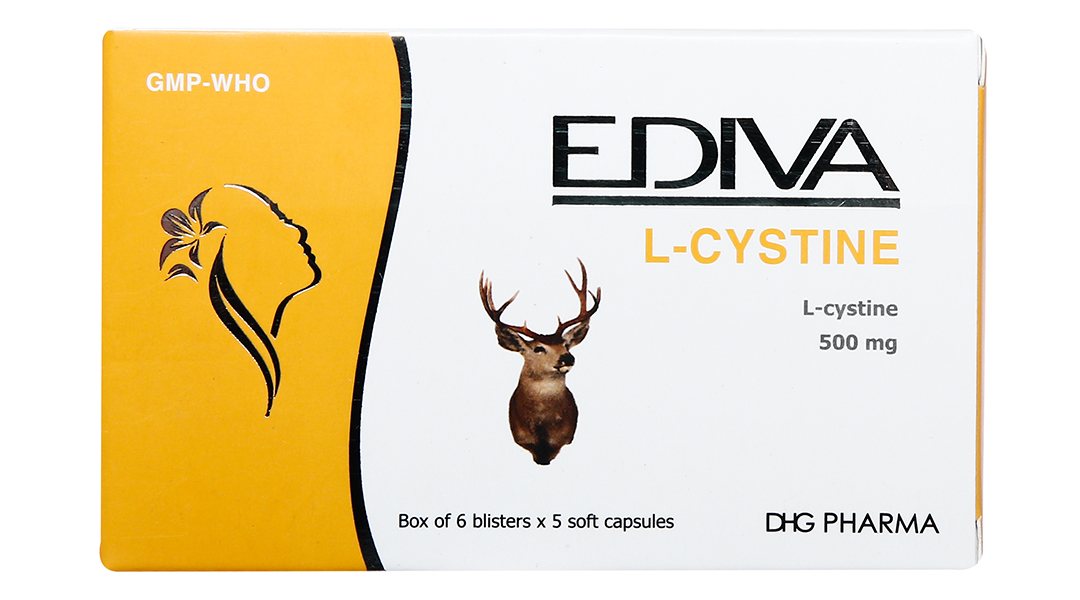 GMP-WHO
EDIVA
L-CYSTINE
L-cystine
500 mg
Box of 6 blisters x 5 soft capsules
DHG PHARMA